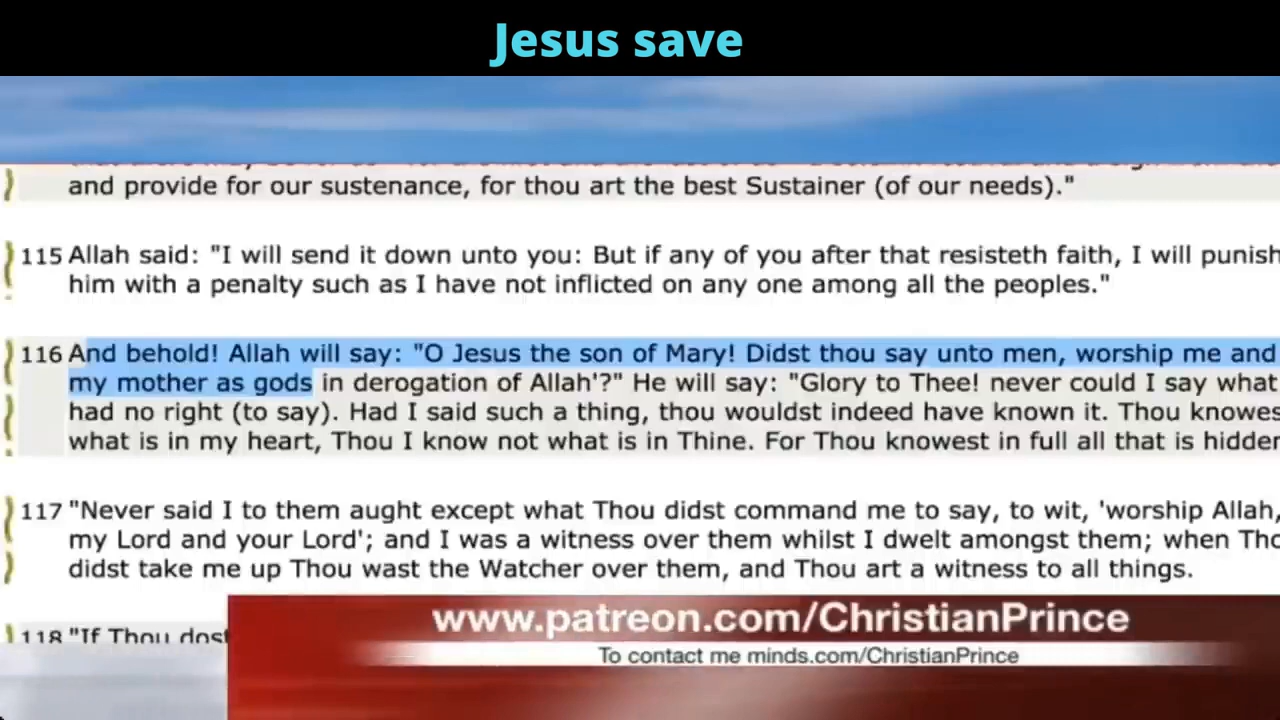 Jesus save
and provide for our sustenance, for thou art the best Sustainer (of our needs)."
115 Allah said: "I will send it down unto you: But if any of you after that resisteth faith, I will punish
him with a penalty such as I have not inflicted on any one among all the peoples."
116 And behold! Allah will say: "O Jesus the son of Mary! Didst thou say unto men, worship me and
my mother as gods in derogation of Allah'?" He will say: "Glory to Thee! never could I say what
had no right (to say). Had I said such a thing, thou wouldst indeed have known it. Thou knowes
what is in my heart, Thou I know not what is in Thine. For Thou knowest in full all that is hidden
117 "Never said I to them aught except what Thou didst command me to say, to wit, 'worship Allah,
my Lord and your Lord'; and I was a witness over them whilst I dwelt amongst them; when Tho
didst take me up Thou wast the Watcher over them, and Thou art a witness to all things.
118 "If Thou dost
www.patreon.com/ChristianPrince
To contact me minds.com/ChristianPrince